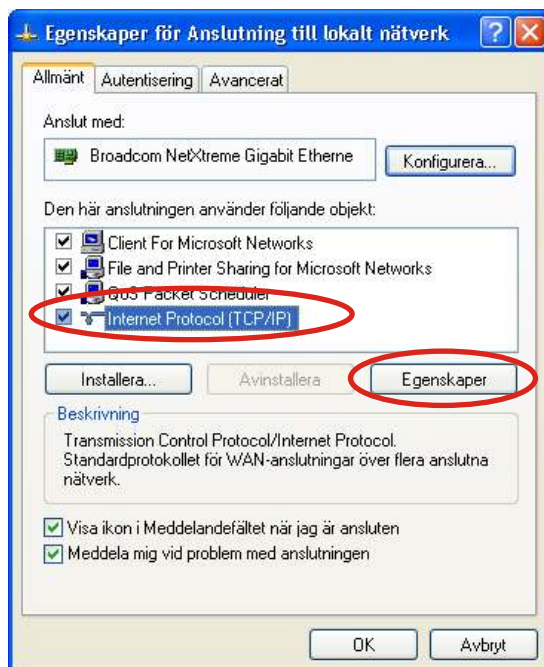 Egenskaper för Anslutning till lokalt nätverk
Allmänt Autentisering Avancerat
Anslut med:
Broadcom NetXtreme Gigabit Etherne Konfigurera...
Den här anslutningen använder följande objekt:
Client For Microsoft Networks
File and Printer Sharing for Microsoft Networks
QoS Packet Scheduler
Internet Protocol (TCP/IP)
Installera... Avinstallera Egenskaper
Beskrivning
Transmission Control Protocol/Internet Protocol.
Standardprotokollet för WAN-anslutningar över flera anslutna
nätverk.
Visa ikon i Meddelandefältet när jag är ansluten
Meddela mig vid problem med anslutningen
OK Avbryt